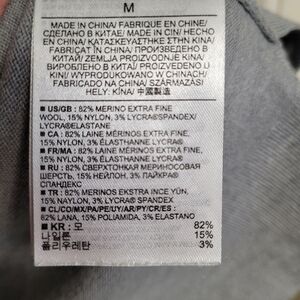 M
MADE IN CHINA/ FABRIQUE EN CHINE/
СДЕЛАНО В КИТАЕ/ MADE IN CIN/ HECHO
EN CHINA/ ΚΑΤΑΣΚΕΥΑΣΤΗΚΕ ΣΤΗΝ ΚΙΝΑ/
FABRICAT ÎN CHINA/ ПРОИЗВЕДЕНО В
КИТАЙ/ ZEMLJA PORIJEKLA: KINA/
ВИРОБЛЕНО В КИТАЇ/ PROIZVEDENO U
KINI/ WYPRODUKOWANO W CHINACH/
FABRICADO NA CHINA/ SZÁRMAZÁSI
HELY: KÍNA/ 中國製造
■ US/GB : 82% MERINO EXTRA FINE
WOOL, 15% NYLON, 3% LYCRA®SPANDEX/
LYCRA®ELASTANE
■ CA : 82% LAINE MÉRINOS EXTRA FINE,
15% NYLON, 3% ÉLASTHANNE LYCRA®
■ FR/MA : 82% LAINE MÉRINOS EXTRA FINE,
15% NYLON, 3% ÉLASTHANNE LYCRA®
■ RU : 82% СВЕРХТОНКАЯ МЕРИНОСОВАЯ
ШЕРСТЬ, 15% НЕЙЛОН, 3% ЛАЙКРА®
СПАНДЕКС
■ TR : 82% MERINOS EKSTRA İNCE YÜN,
15% NAYLON, 3% LYCRA® SPANDEX
■ CL/CO/MX/PA/PE/UY/AR/PY/CR/ES :
82% LANA, 15% POLIAMIDA, 3% ELASTANO
■ KR : 모 82%
나일론 15%
폴리우레탄 3%